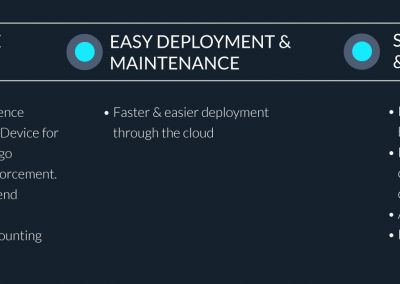 EASY DEPLOYMENT &
MAINTENANCE
S
&
ence
Device for
go
orcement.
end
ounting
• Faster & easier deployment
through the cloud